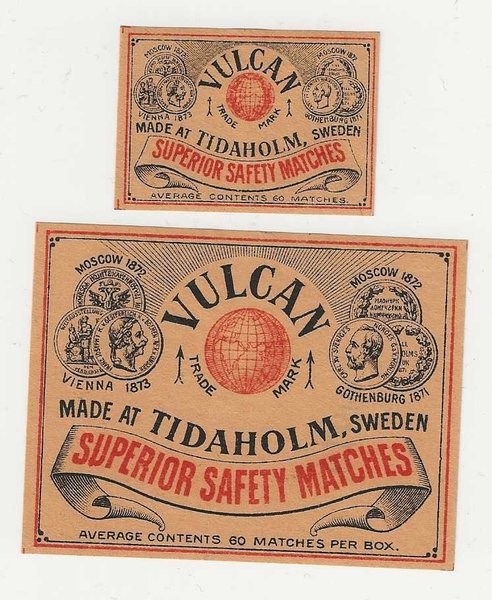 MOSCOW 1872
MOSCOW 1872
VULCAN
VIENNA 1873
TRADE MARK
GOTHENBURG 1871
MADE AT TIDAHOLM, SWEDEN
SUPERIOR SAFETY MATCHES
AVERAGE CONTENTS 60 MATCHES.
MOSCOW 1872
MOSCOW 1872
VULCAN
VIENNA 1873
TRADE MARK
GOTHENBURG 1871
MADE AT TIDAHOLM, SWEDEN
SUPERIOR SAFETY MATCHES
AVERAGE CONTENTS 60 MATCHES PER BOX.